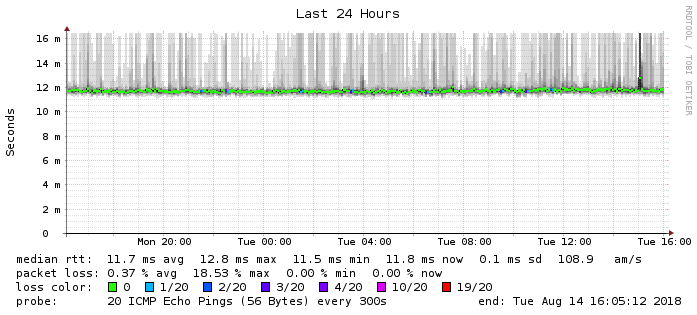 Last 24 Hours
RRDTOOL / TOBI OETIKER
Seconds
16 m
14 m
12 m
10 m
8 m
6 m
4 m
2 m
0
Mon 20:00 Tue 00:00 Tue 04:00 Tue 08:00 Tue 12:00 Tue 16:00
median rtt: 11.7 ms avg 12.8 ms max 11.5 ms min 11.8 ms now 0.1 ms sd 108.9 am/s
packet loss: 0.37 % avg 18.53 % max 0.00 % min 0.00 % now
loss color: 0 1/20 2/20 3/20 4/20 10/20 19/20
probe: 20 ICMP Echo Pings (56 Bytes) every 300s end: Tue Aug 14 16:05:12 2018